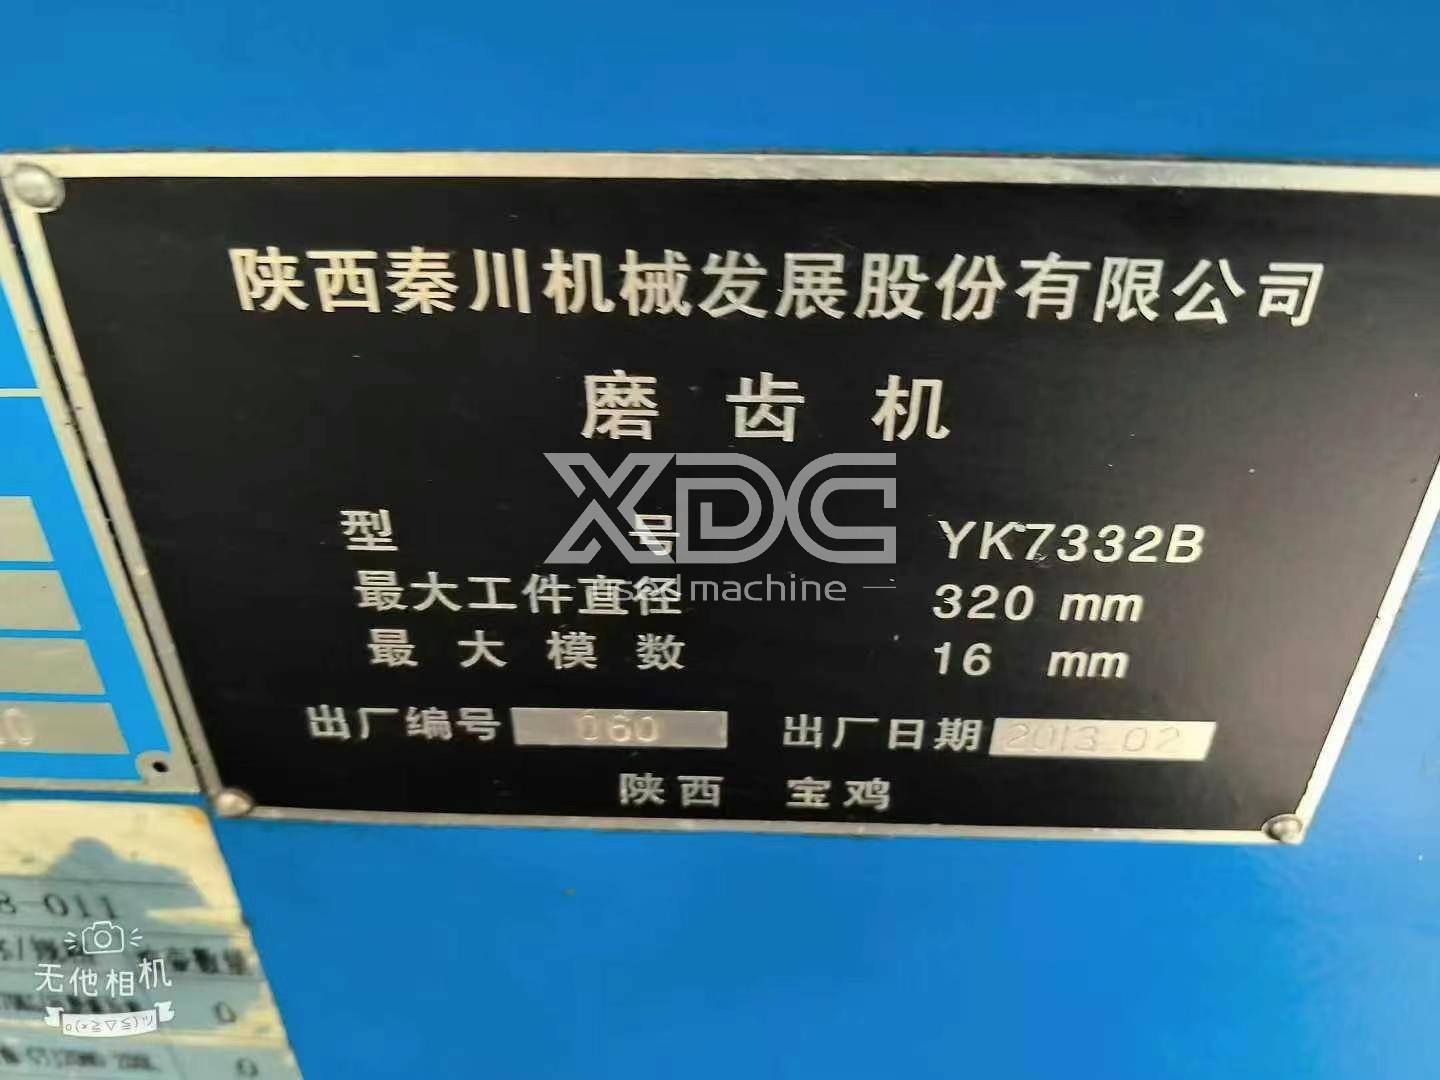 陕西秦川机械发展股份有限公司
磨齿机
型号 YK7332B
最大工件直径 320 mm
最大模数 16 mm
出厂编号 060 出厂日期 2013.02
陕西 宝鸡
XDC
used machine
8-011
0
0
无他相机